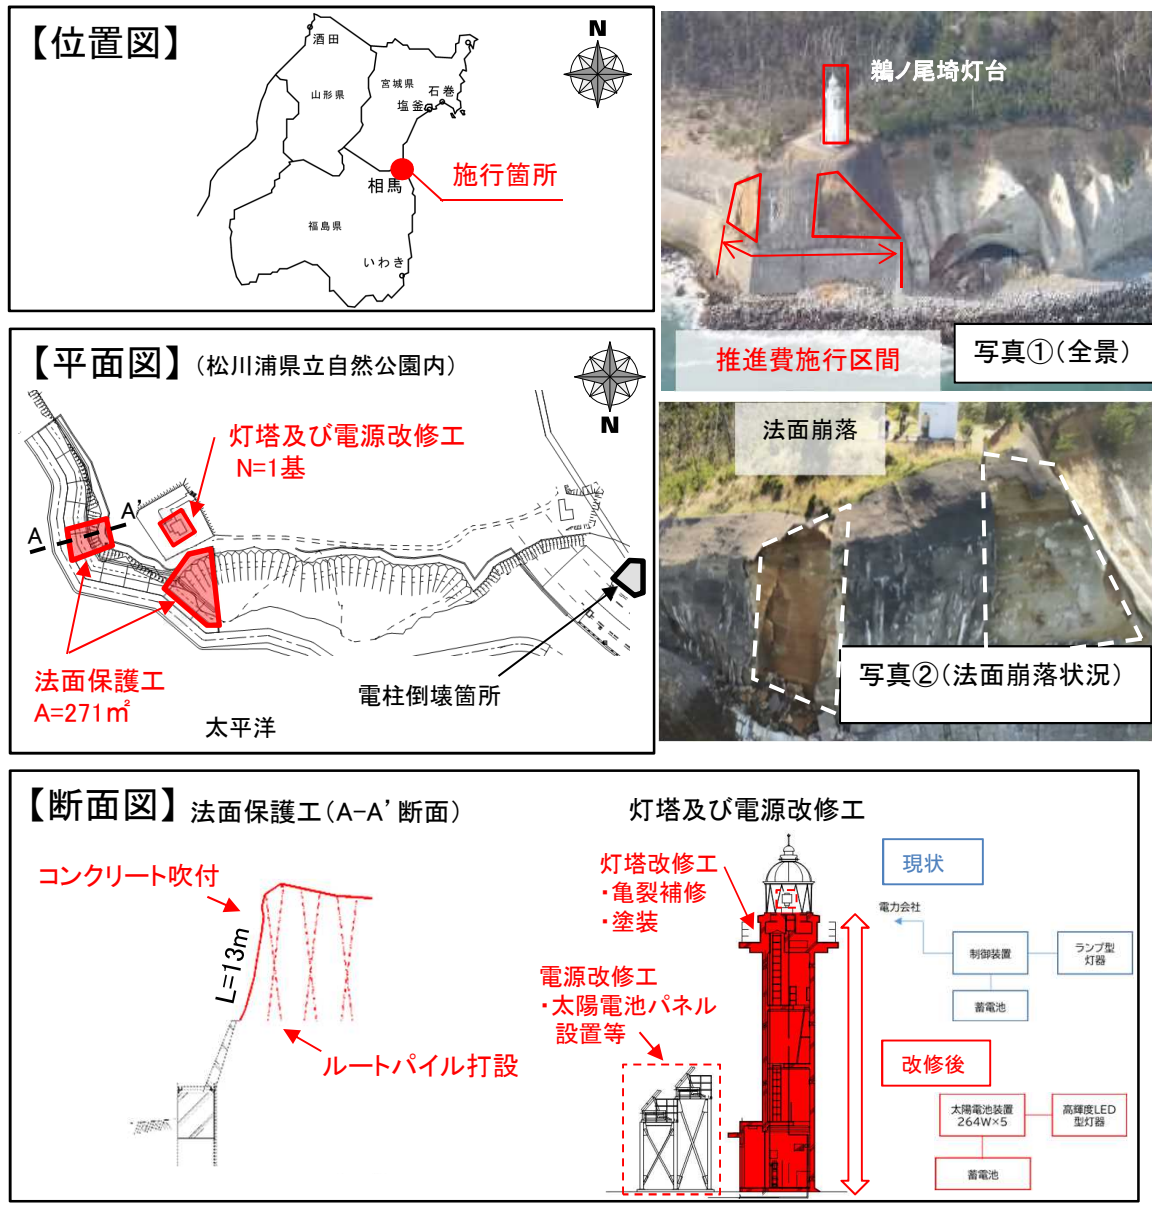 【位置図】
N
酒田
山形県
宮城県
石巻
塩釜
相馬
施行箇所
福島県
いわき
鵜ノ尾埼灯台
推進費施行区間
写真①(全景)
【平面図】(松川浦県立自然公園内)
N
灯塔及び電源改修工
N=1基
A
A'
法面保護工
A=271㎡
電柱倒壊箇所
太平洋
法面崩落
写真②(法面崩落状況)
【断面図】法面保護工(A-A'断面)
コンクリート吹付
L=13m
ルートパイル打設
灯塔及び電源改修工
灯塔改修工
・亀裂補修
・塗装
電源改修工
・太陽電池パネル
設置等
現状
電力会社
制御装置
ランプ型
灯器
蓄電池
改修後
太陽電池装置
264W×5
高輝度LED
型灯器
蓄電池